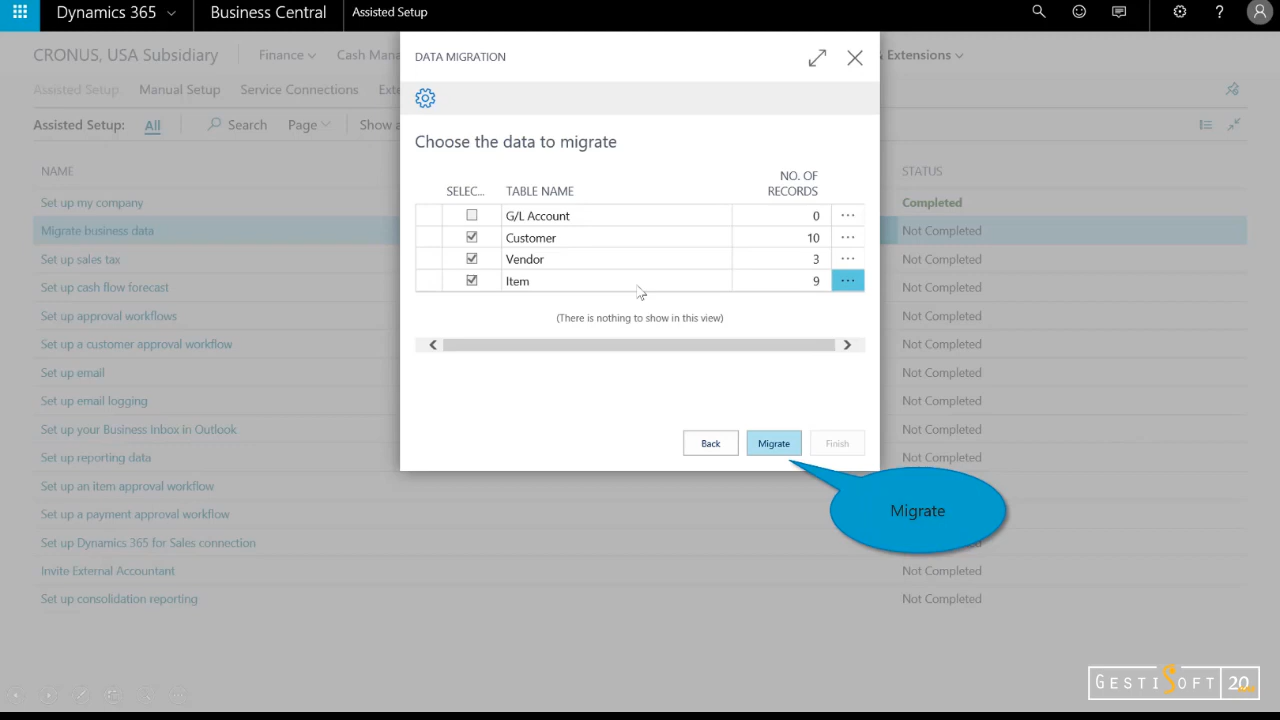 Dynamics 365 Business Central Assisted Setup ?
CRONUS, USA Subsidiary Finance Cash Mana & Extensions
DATA MIGRATION
Assisted Setup Manual Setup Service Connections Exte
Assisted Setup: All Search Page Show a
Choose the data to migrate
NAME STATUS
SELEC... TABLE NAME NO. OF
RECORDS
Set up my company Completed
G/L Account 0 ...
Migrate business data Not Completed
Customer 10 ...
Set up sales tax Not Completed
Vendor 3 ...
Set up cash flow forecast Not Completed
Item 9 ...
Set up approval workflows Not Completed
(There is nothing to show in this view)
Set up a customer approval workflow Not Completed
Set up email Not Completed
Set up email logging Not Completed
Set up your Business Inbox in Outlook Not Completed
Back Migrate Finish
Set up reporting data Not Completed
Set up an item approval workflow Not Completed
Set up a payment approval workflow Not Completed
Migrate
Set up Dynamics 365 for Sales connection
Invite External Accountant Not Completed
Set up consolidation reporting Not Completed
GESTISOFT 20